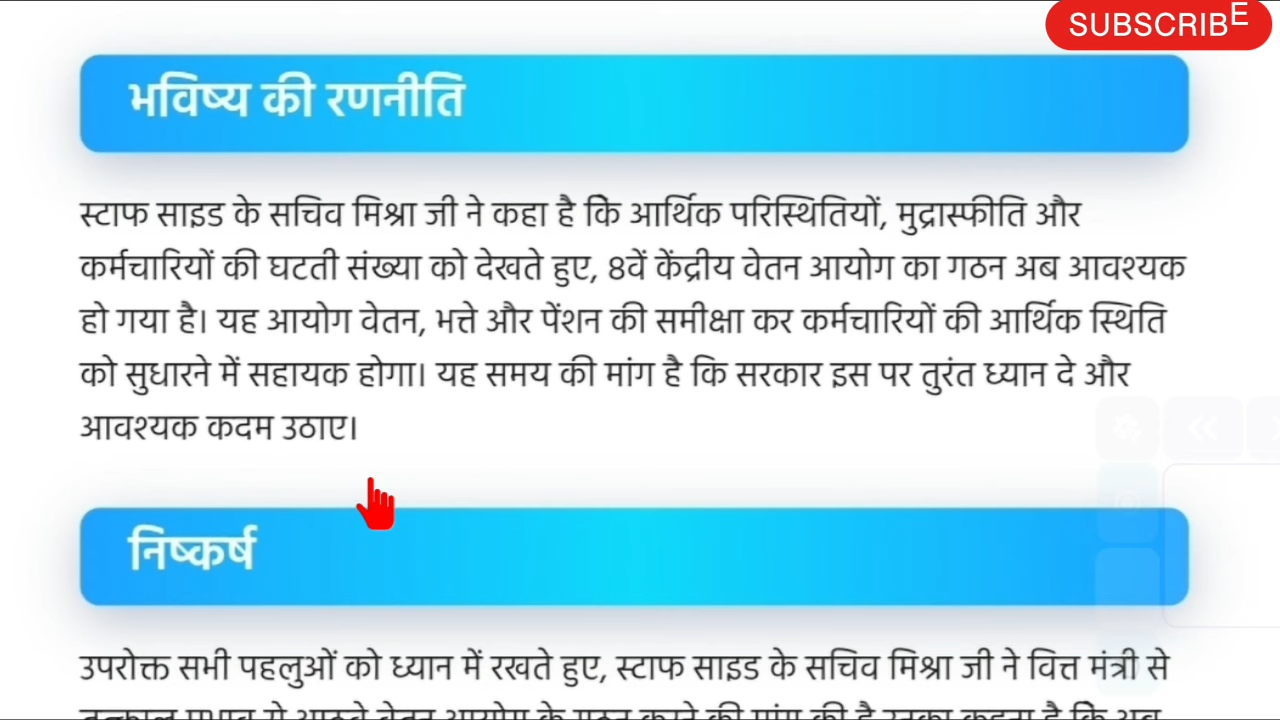 SUBSCRIBE
भविष्य की रणनीति
स्टाफ साइड के सचिव मिश्रा जी ने कहा है कि आर्थिक परिस्थितियों, मुद्रास्फीति और
कर्मचारियों की घटती संख्या को देखते हुए, 8वें केंद्रीय वेतन आयोग का गठन अब आवश्यक
हो गया है। यह आयोग वेतन, भत्ते और पेंशन की समीक्षा कर कर्मचारियों की आर्थिक स्थिति
को सुधारने में सहायक होगा। यह समय की मांग है कि सरकार इस पर तुरंत ध्यान दे और
आवश्यक कदम उठाए।
निष्कर्ष
उपरोक्त सभी पहलुओं को ध्यान में रखते हुए, स्टाफ साइड के सचिव मिश्रा जी ने वित्त मंत्री से